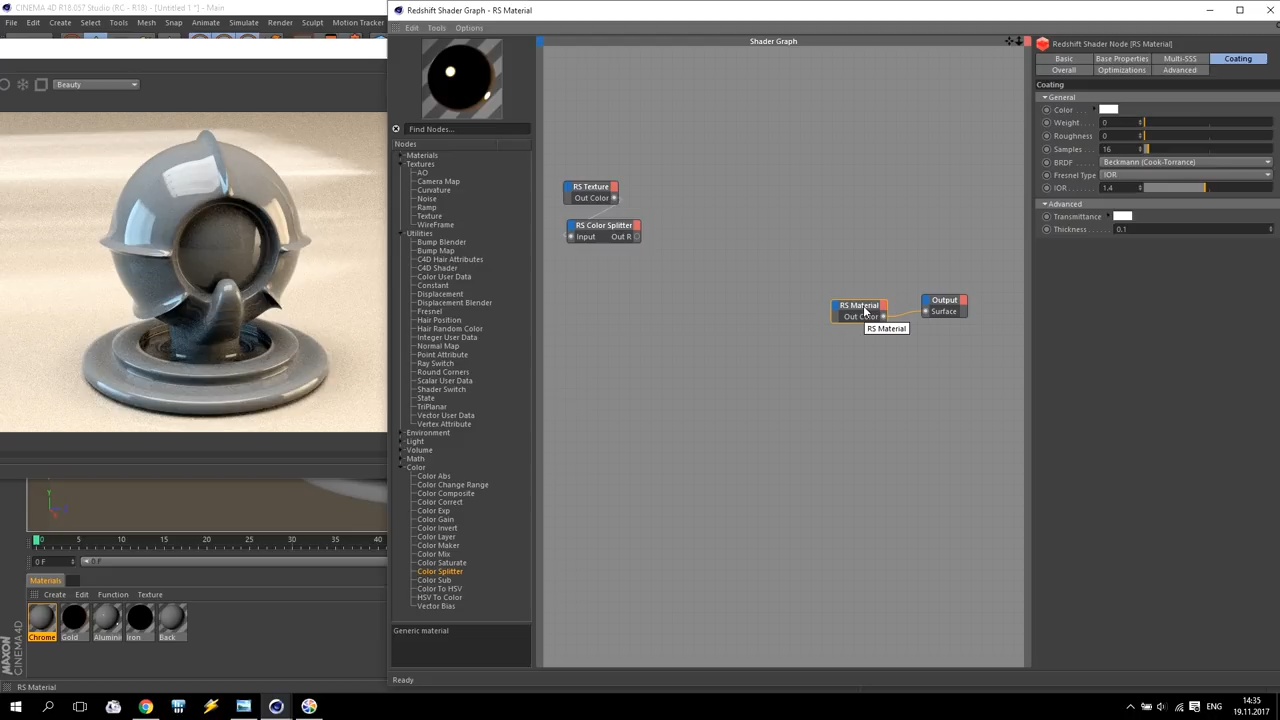 CINEMA 4D R18.057 Studio (RC - R18) - [Untitled 1 *] - Main
File Edit Create Select Tools Mesh Snap Animate Simulate Render Sculpt Motion Tracker
Beauty
0 5 10 15 20 25 30 35 40
0 F
0 F
Materials
Create Edit Function Texture
Chrome Gold Alumini Iron Back
MAXON
CINEMA 4D
RS Material
Redshift Shader Graph - RS Material
Edit Tools Options
Find Nodes...
Nodes
Materials
Textures
AO
Camera Map
Curvature
Noise
Ramp
Texture
WireFrame
Utilities
Bump Blender
Bump Map
C4D Hair Attributes
C4D Shader
Color User Data
Constant
Displacement
Displacement Blender
Fresnel
Hair Position
Hair Random Color
Integer User Data
Normal Map
Point Attribute
Ray Switch
Round Corners
Scalar User Data
Shader Switch
State
TriPlanar
Vector User Data
Vertex Attribute
Environment
Light
Volume
Math
Color
Color Abs
Color Change Range
Color Composite
Color Correct
Color Exp
Color Gain
Color Invert
Color Layer
Color Maker
Color Mix
Color Saturate
Color Splitter
Color Sub
Color To HSV
HSV To Color
Vector Bias
Generic material
Ready
Shader Graph
RS Texture
Out Color
RS Color Splitter
Input Out R
RS Material
Out Color
RS Material
Output
Surface
Redshift Shader Node [RS Material]
Basic Base Properties Multi-SSS Coating
Overall Optimizations Advanced
Coating
General
Color . . .
Weight. . . . 0
Roughness 0
Samples . . 16
BRDF . . . . Beckmann (Cook-Torrance)
Fresnel Type IOR
IOR . . . . . 1.4
Advanced
Transmittance
Thickness . . . 0.1
ENG
14:35
19.11.2017